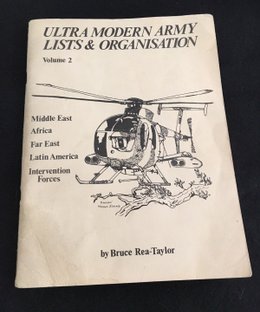 ULTRA MODERN ARMY
LISTS & ORGANISATION
Volume 2
Middle East
Africa
Far East
Latin America
Intervention
Forces
by Bruce Rea-Taylor